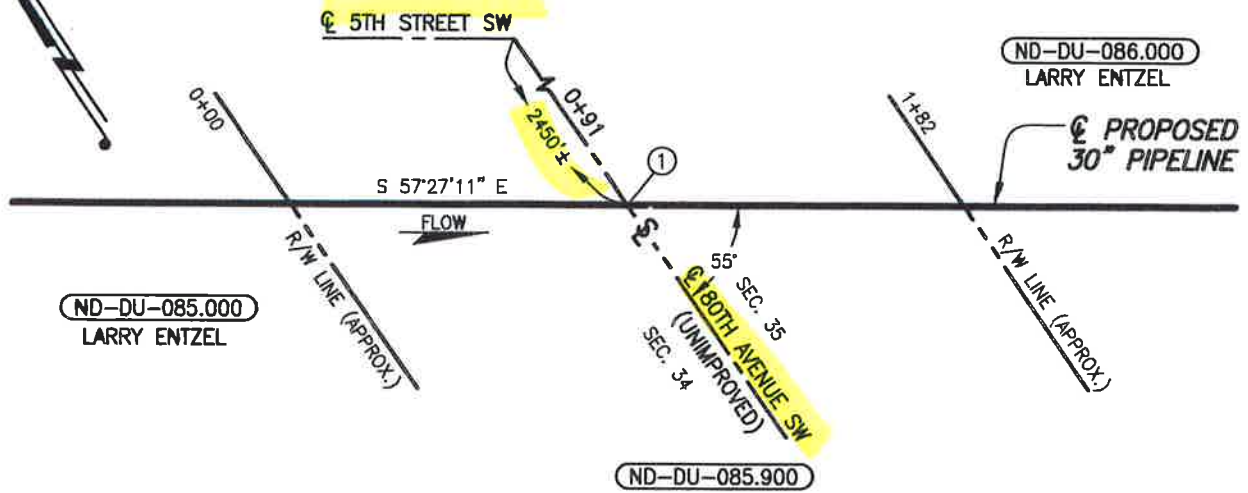 ℄ 5TH STREET SW
ND-DU-086.000
LARRY ENTZEL
0+00
0+91
1+82
2450'±
①
℄ PROPOSED
30" PIPELINE
S 57°27'11" E
FLOW
R/W LINE (APPROX.)
55°
SEC. 35
℄ 180TH AVENUE SW
(UNIMPROVED)
SEC. 34
R/W LINE (APPROX.)
ND-DU-085.000
LARRY ENTZEL
ND-DU-085.900